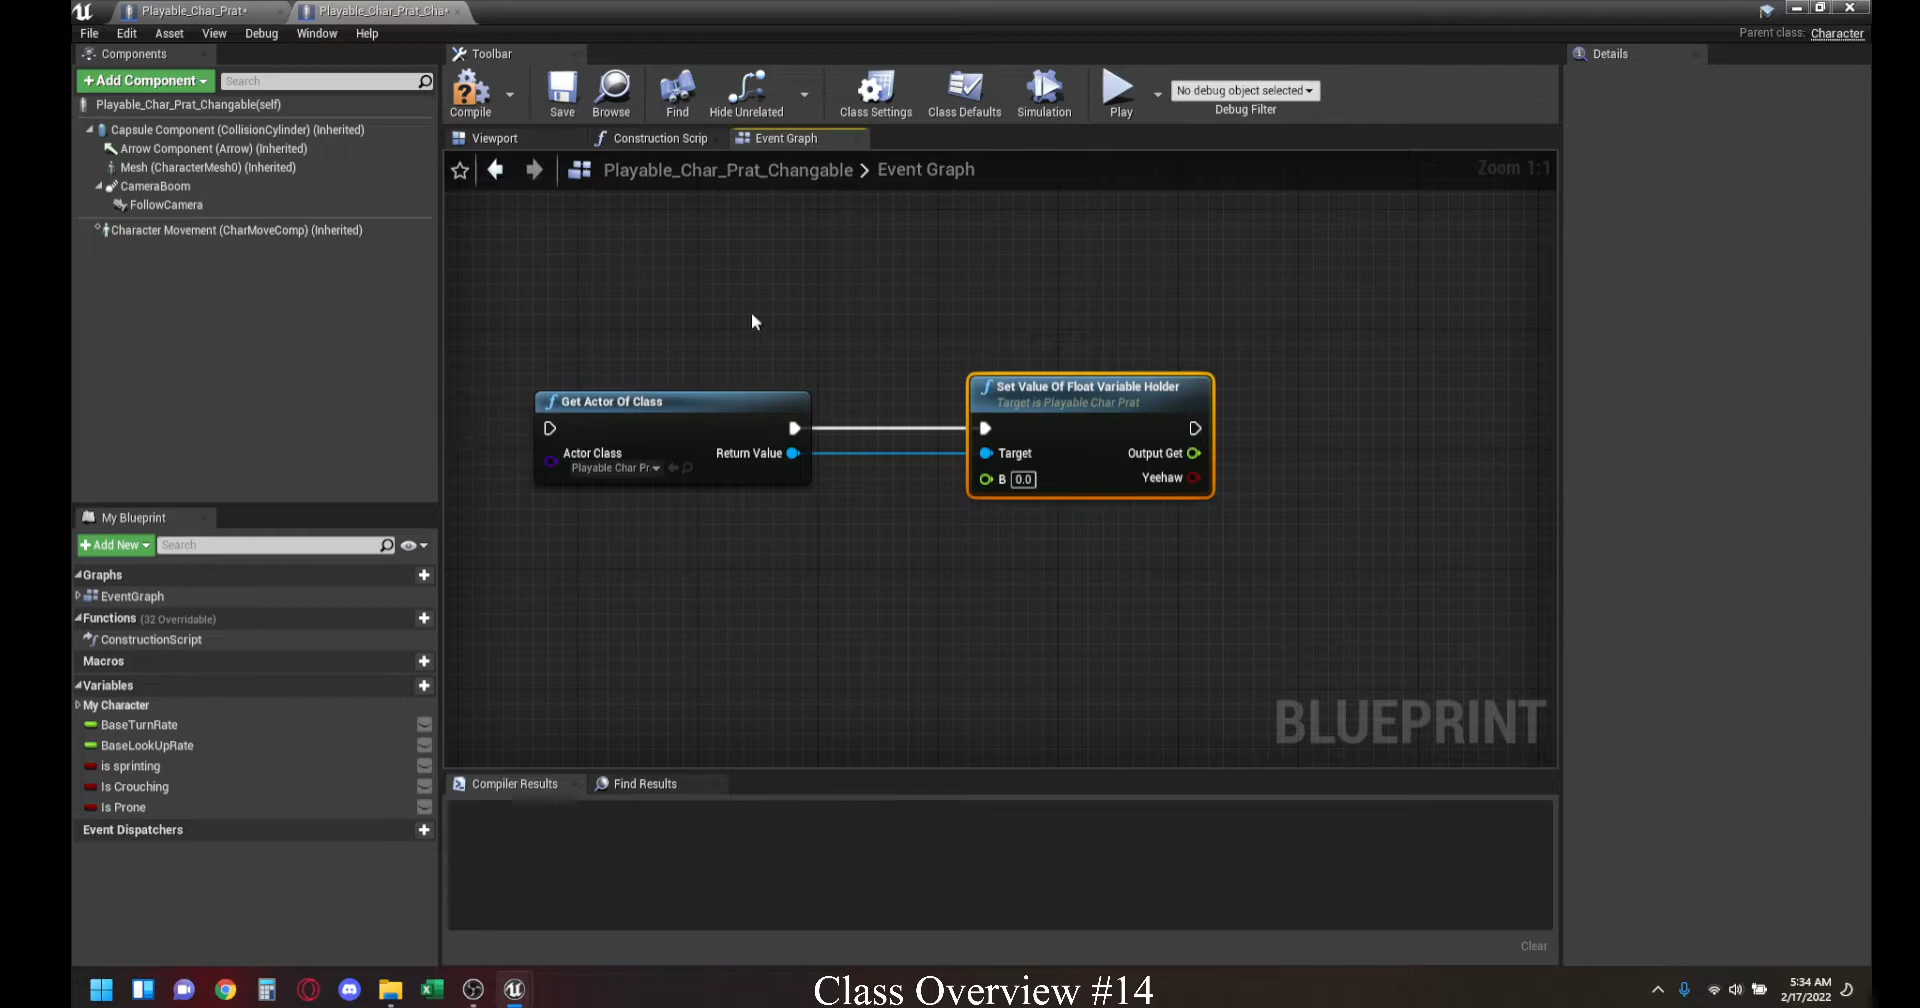 Playable_Char_Prat*
Playable_Char_Prat_Cha*
File Edit Asset View Debug Window Help
Parent class: Character
Components
Toolbar
Details
+Add Component
Search
Playable_Char_Prat_Changable(self)
Capsule Component (CollisionCylinder) (Inherited)
Arrow Component (Arrow) (Inherited)
Mesh (CharacterMesh0) (Inherited)
CameraBoom
FollowCamera
Character Movement (CharMoveComp) (Inherited)
Compile
Save
Browse
Find
Hide Unrelated
Class Settings
Class Defaults
Simulation
Play
No debug object selected
Debug Filter
Viewport
Construction Scrip
Event Graph
Playable_Char_Prat_Changable > Event Graph
Zoom 1:1
Get Actor Of Class
Actor Class
Playable Char Pr
Return Value
Set Value Of Float Variable Holder
Target is Playable Char Prat
Target
Output Get
B 0.0
Yeehaw
BLUEPRINT
My Blueprint
+Add New
Search
Graphs
EventGraph
Functions (32 Overridable)
ConstructionScript
Macros
Variables
My Character
BaseTurnRate
BaseLookUpRate
is sprinting
Is Crouching
Is Prone
Event Dispatchers
Compiler Results
Find Results
Clear
Class Overview #14
5:34 AM
2/17/2022